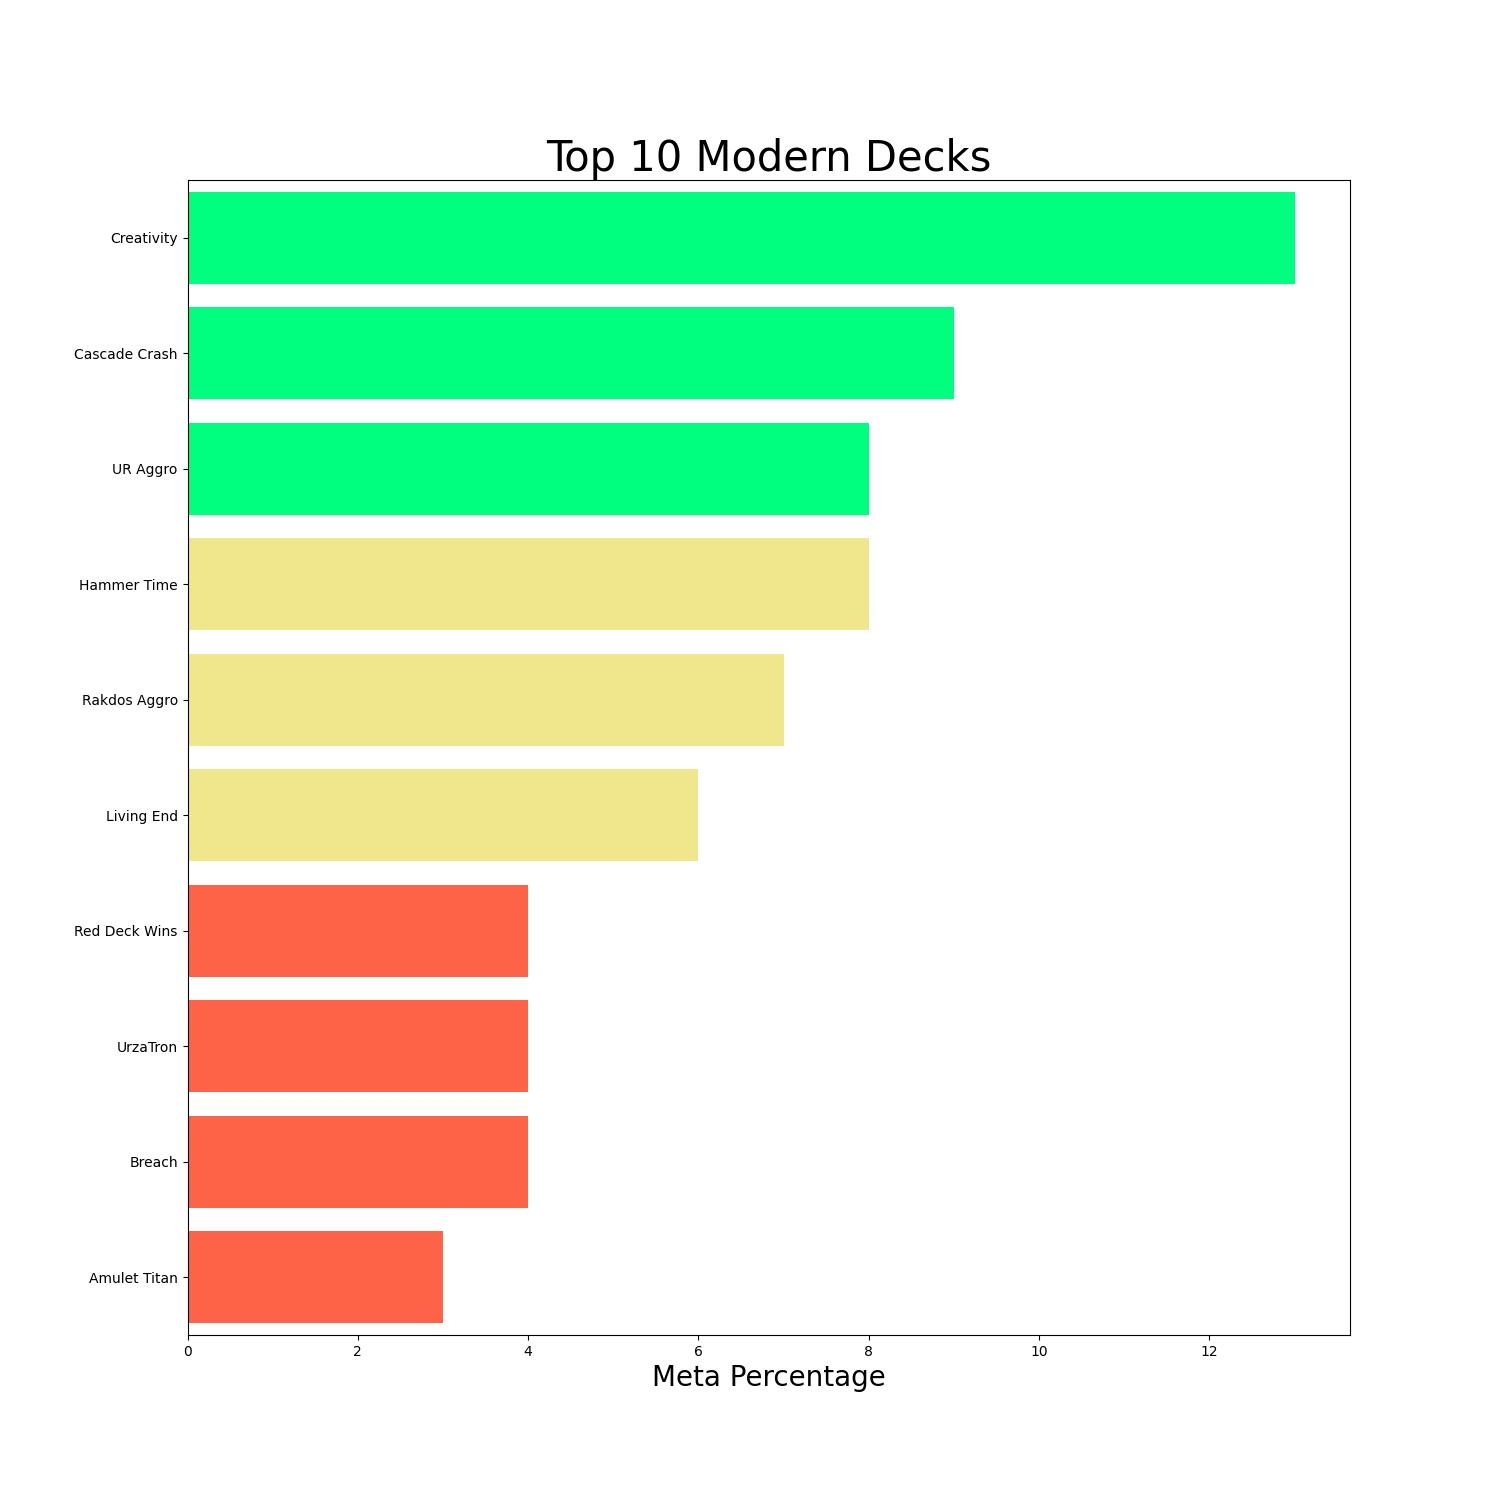 Top 10 Modern Decks
Creativity
Cascade Crash
UR Aggro
Hammer Time
Rakdos Aggro
Living End
Red Deck Wins
UrzaTron
Breach
Amulet Titan
0 2 4 6 8 10 12
Meta Percentage